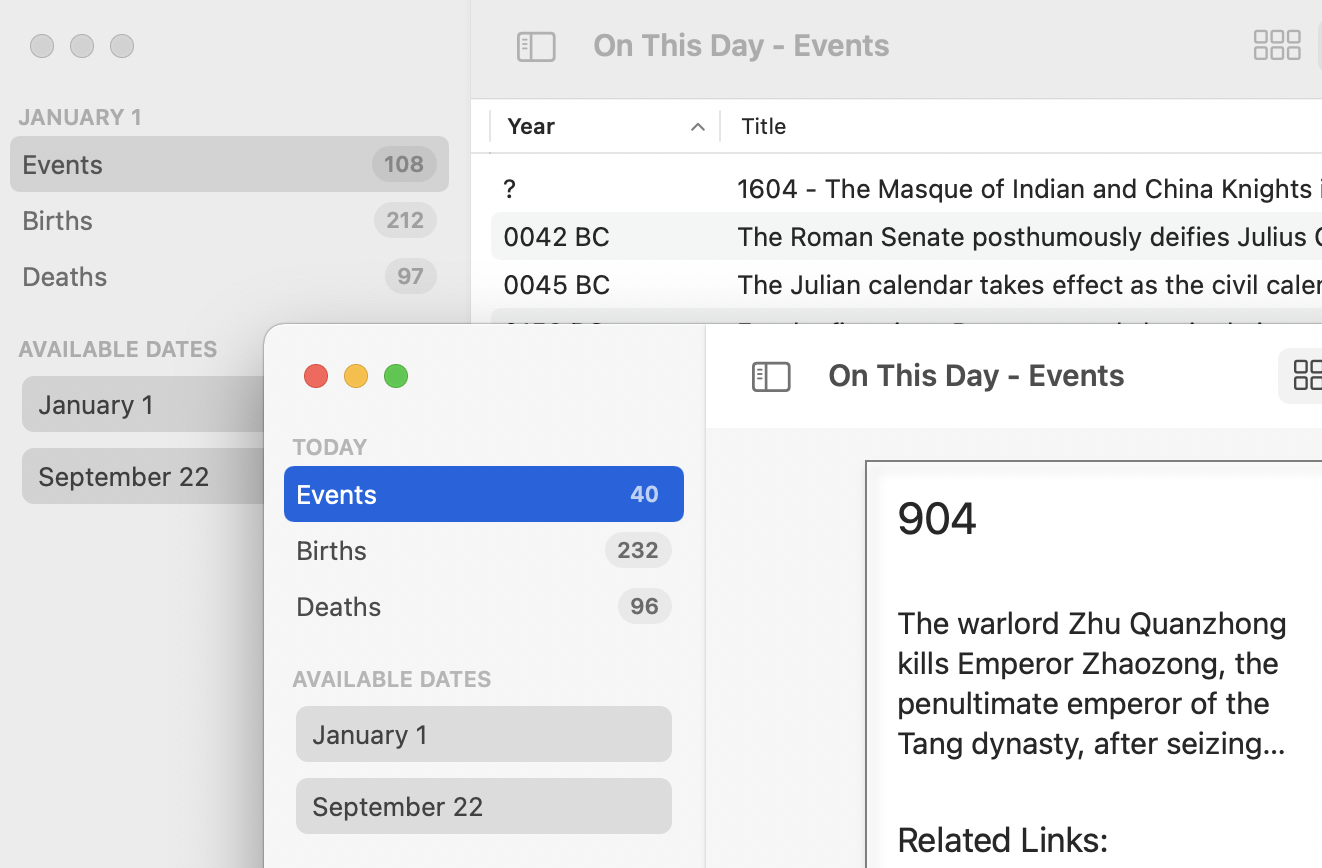 On This Day - Events
JANUARY 1
Events 108
Births 212
Deaths 97
AVAILABLE DATES
January 1
September 22
Year Title
? 1604 - The Masque of Indian and China Knights
0042 BC The Roman Senate posthumously deifies Julius
0045 BC The Julian calendar takes effect as the civil
On This Day - Events
TODAY
Events 40
Births 232
Deaths 96
AVAILABLE DATES
January 1
September 22
904
The warlord Zhu Quanzhong
kills Emperor Zhaozong, the
penultimate emperor of the
Tang dynasty, after seizing...
Related Links: